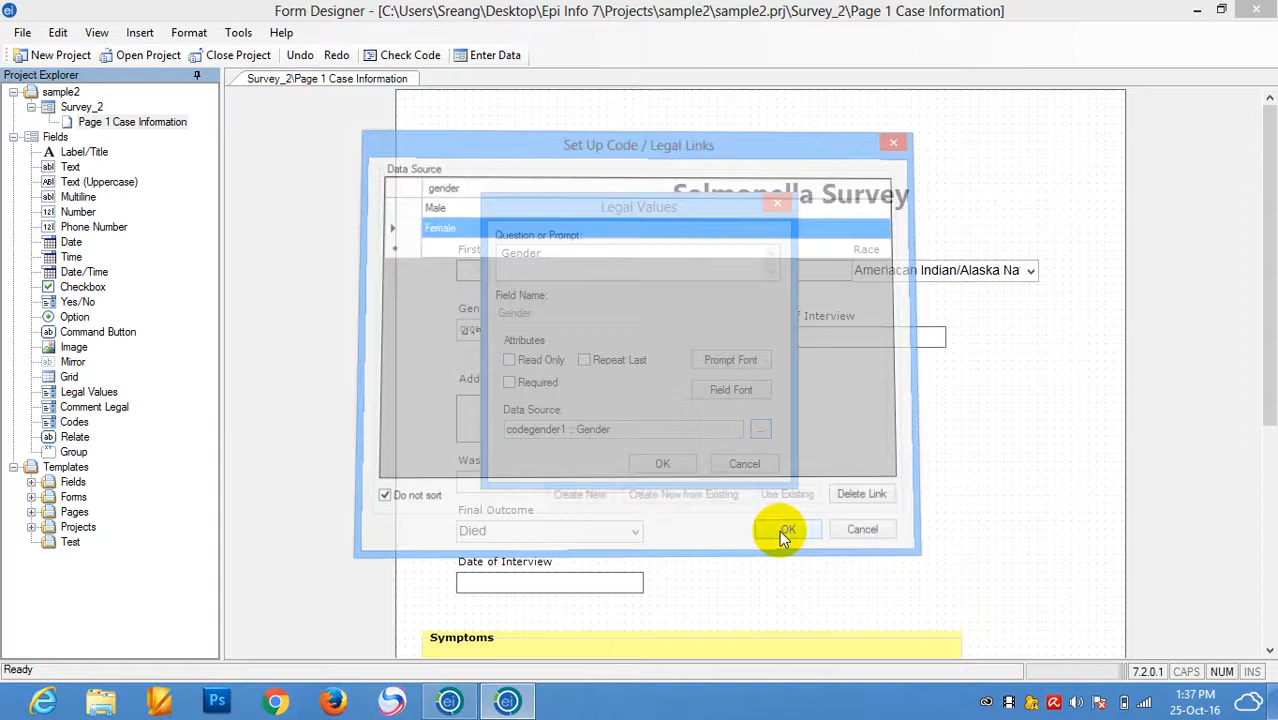 Form Designer - [C:\Users\Sreang\Desktop\Epi Info 7\Projects\sample2\sample2.prj\Survey_2\Page 1 Case Information]
File Edit View Insert Format Tools Help
New Project Open Project Close Project Undo Redo Check Code Enter Data
Project Explorer
Survey_2\Page 1 Case Information
sample2
Survey_2
Page 1 Case Information
Fields
Label/Title
Text
Text (Uppercase)
Multiline
Number
Phone Number
Date
Time
Date/Time
Checkbox
Yes/No
Option
Command Button
Image
Mirror
Grid
Legal Values
Comment Legal
Codes
Relate
Group
Templates
Fields
Forms
Pages
Projects
Test
Set Up Code / Legal Links
Data Source
gender
Male
Female
Salmonella Survey
Legal Values
Question or Prompt:
Gender
Field Name:
Gender
Attributes
Read Only Repeat Last Prompt Font
Required Field Font
Data Source:
codegender1 :: Gender ...
OK Cancel
Do not sort Create New Create New from Existing Use Existing Delete Link
OK Cancel
First
Race
Ameriacan Indian/Alaska Na
Gen
f Interview
Add
Was
Final Outcome
Died
Date of Interview
Symptoms
Ready
7.2.0.1 CAPS NUM INS
1:37 PM
25-Oct-16